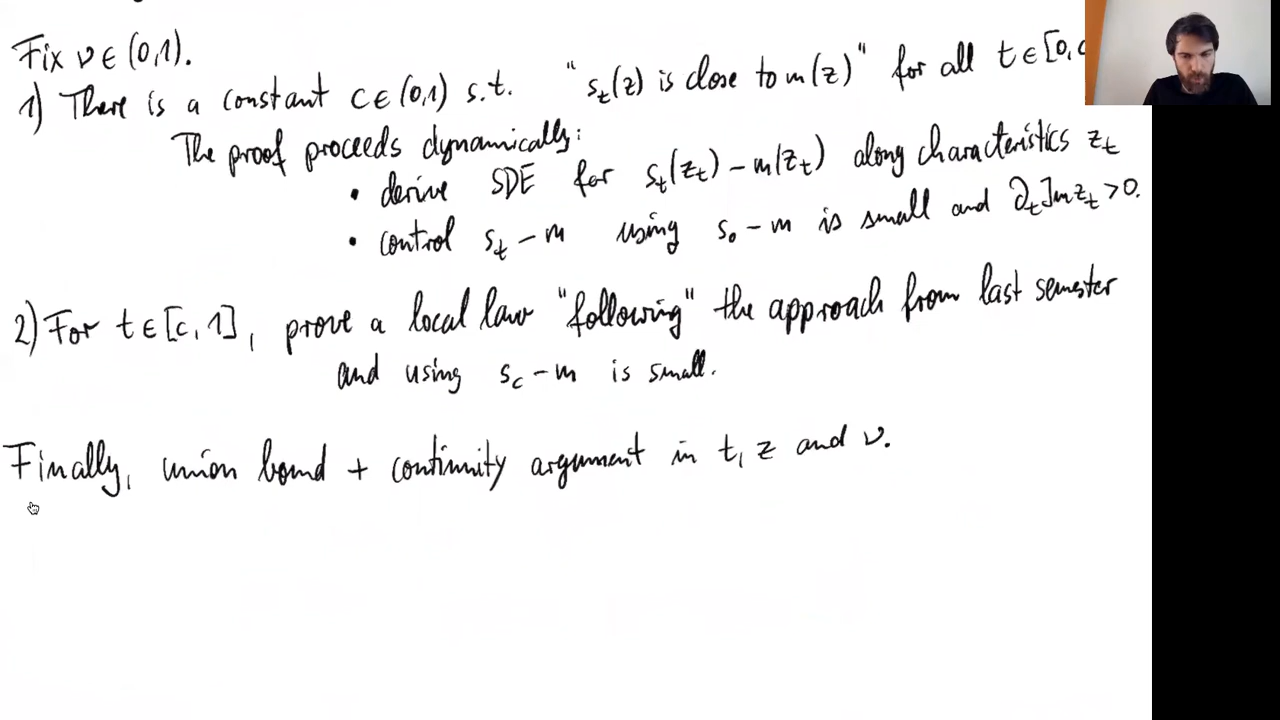 Fix ν ∈ (0,1).
1) There is a constant c ∈ (0,1) s.t. "s_t(z) is close to m(z)" for all t ∈ [0,c
The proof proceeds dynamically:
• derive SDE for s_t(z_t) − m(z_t) along characteristics z_t
• control s_t − m using s_0 − m is small and ∂_t Im z_t > 0.
2) For t ∈ [c, 1], prove a local law "following" the approach from last semester
and using s_c − m is small.
Finally, union bound + continuity argument in t, z and ν.